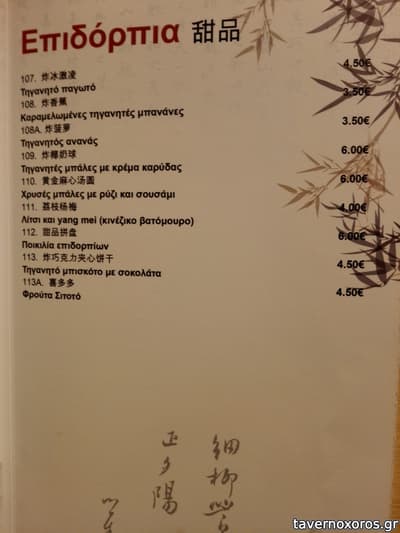 Επιδόρπια 甜品
107. 炸冰激凌 4.50€
Τηγανητό παγωτό
108. 炸香蕉 3.50€
Καραμελωμένες τηγανητές μπανάνες
108A. 炸菠萝 3.50€
Τηγανητός ανανάς
109. 炸椰奶球 6.00€
Τηγανητές μπάλες με κρέμα καρύδας
110. 黄金麻心汤圆 6.00€
Χρυσές μπάλες με ρύζι και σουσάμι
111. 荔枝杨梅 4.00€
Λίτσι και yang mei (κινέζικο βατόμουρο)
112. 甜品拼盘 6.00€
Ποικιλία επιδορπίων
113. 炸巧克力夹心饼干 4.50€
Τηγανητό μπισκότο με σοκολάτα
113A. 喜多多 4.50€
Φρούτα Σιτοτό
細柳
夕陽
tavernoxoros.gr